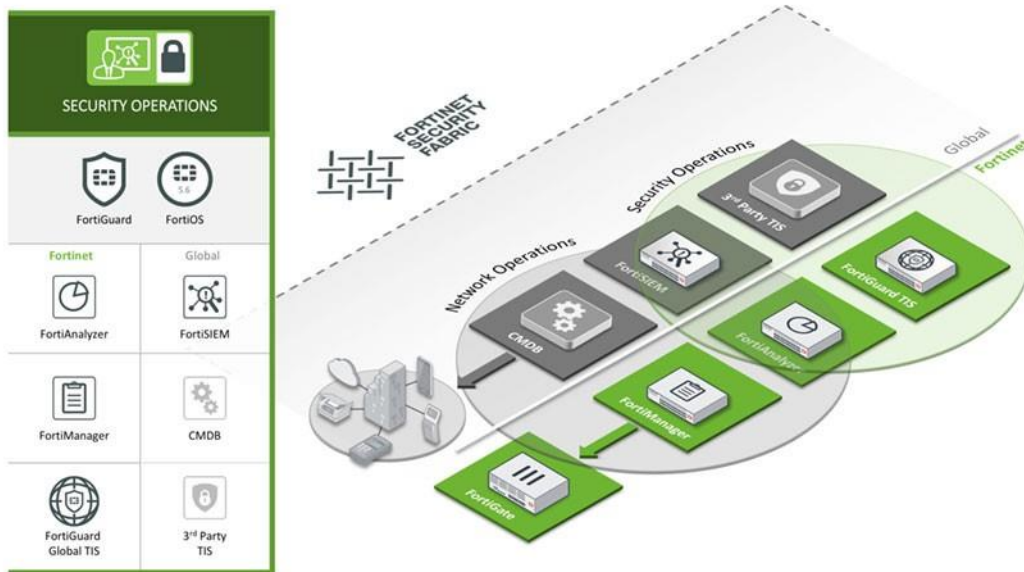 SECURITY OPERATIONS
5.6
FortiGuard
FortiOS
Fortinet
Global
FortiAnalyzer
FortiSIEM
FortiManager
CMDB
FortiGuard
Global TIS
3rd Party
TIS
FORTINET
SECURITY
FABRIC
Global
Fortinet
Security Operations
Network Operations
3rd Party TIS
FortiSIEM
FortiGuard TIS
CMDB
FortiAnalyzer
FortiManager
FortiGate